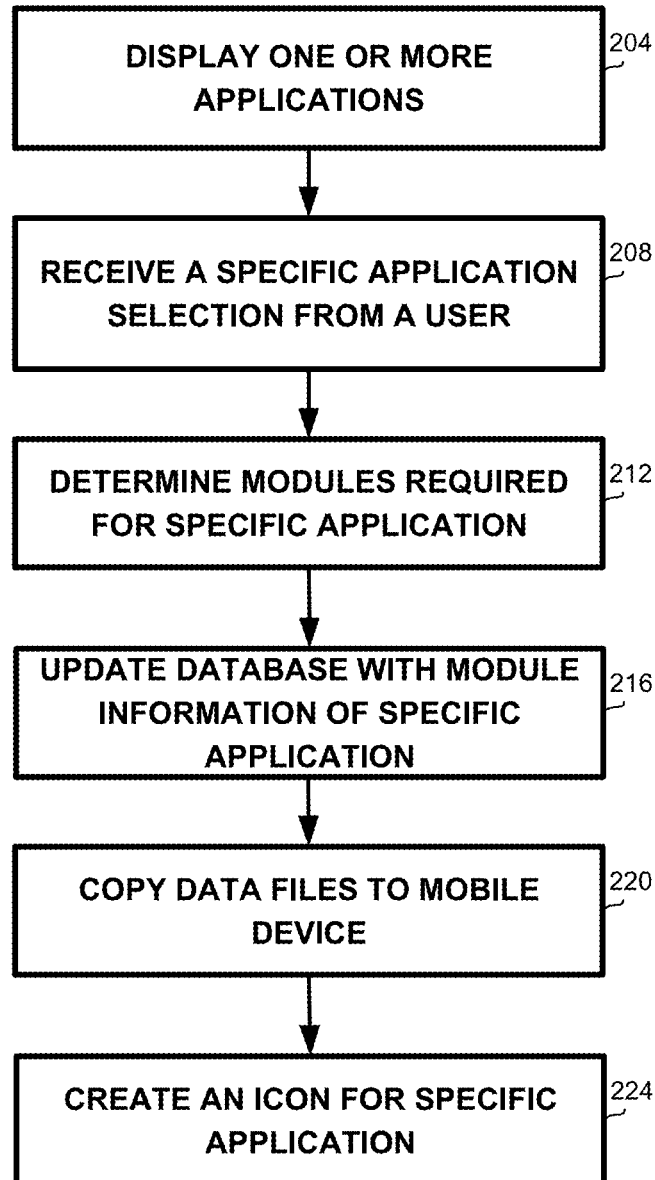 DISPLAY ONE OR MORE
APPLICATIONS
204
RECEIVE A SPECIFIC APPLICATION
SELECTION FROM A USER
208
DETERMINE MODULES REQUIRED
FOR SPECIFIC APPLICATION
212
UPDATE DATABASE WITH MODULE
INFORMATION OF SPECIFIC
APPLICATION
216
COPY DATA FILES TO MOBILE
DEVICE
220
CREATE AN ICON FOR SPECIFIC
APPLICATION
224